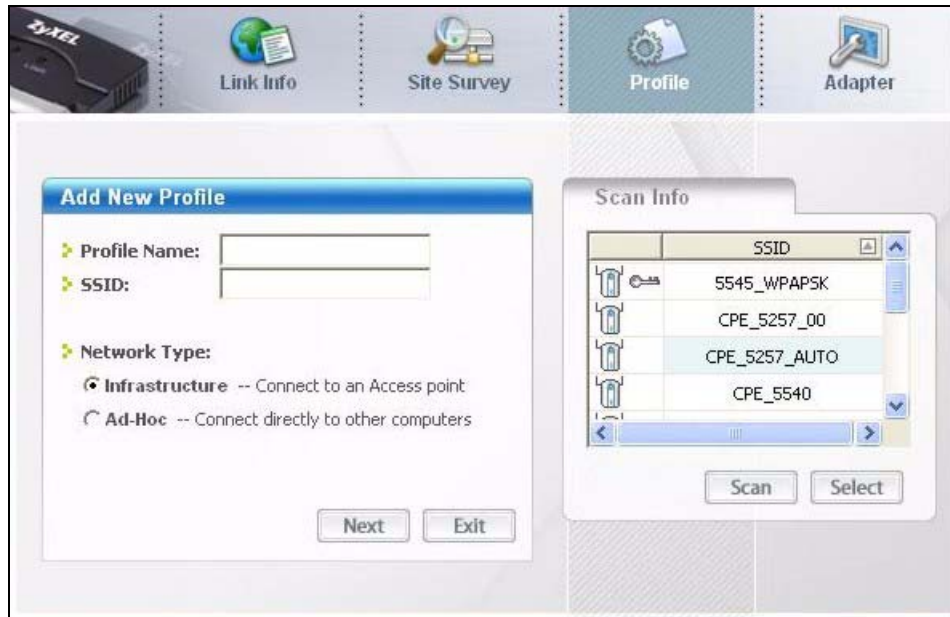 ZyXEL
Link Info
Site Survey
Profile
Adapter
Add New Profile
Profile Name:
SSID:
Network Type:
Infrastructure -- Connect to an Access point
Ad-Hoc -- Connect directly to other computers
Next
Exit
Scan Info
SSID
5545_WPAPSK
CPE_5257_00
CPE_5257_AUTO
CPE_5540
Scan
Select